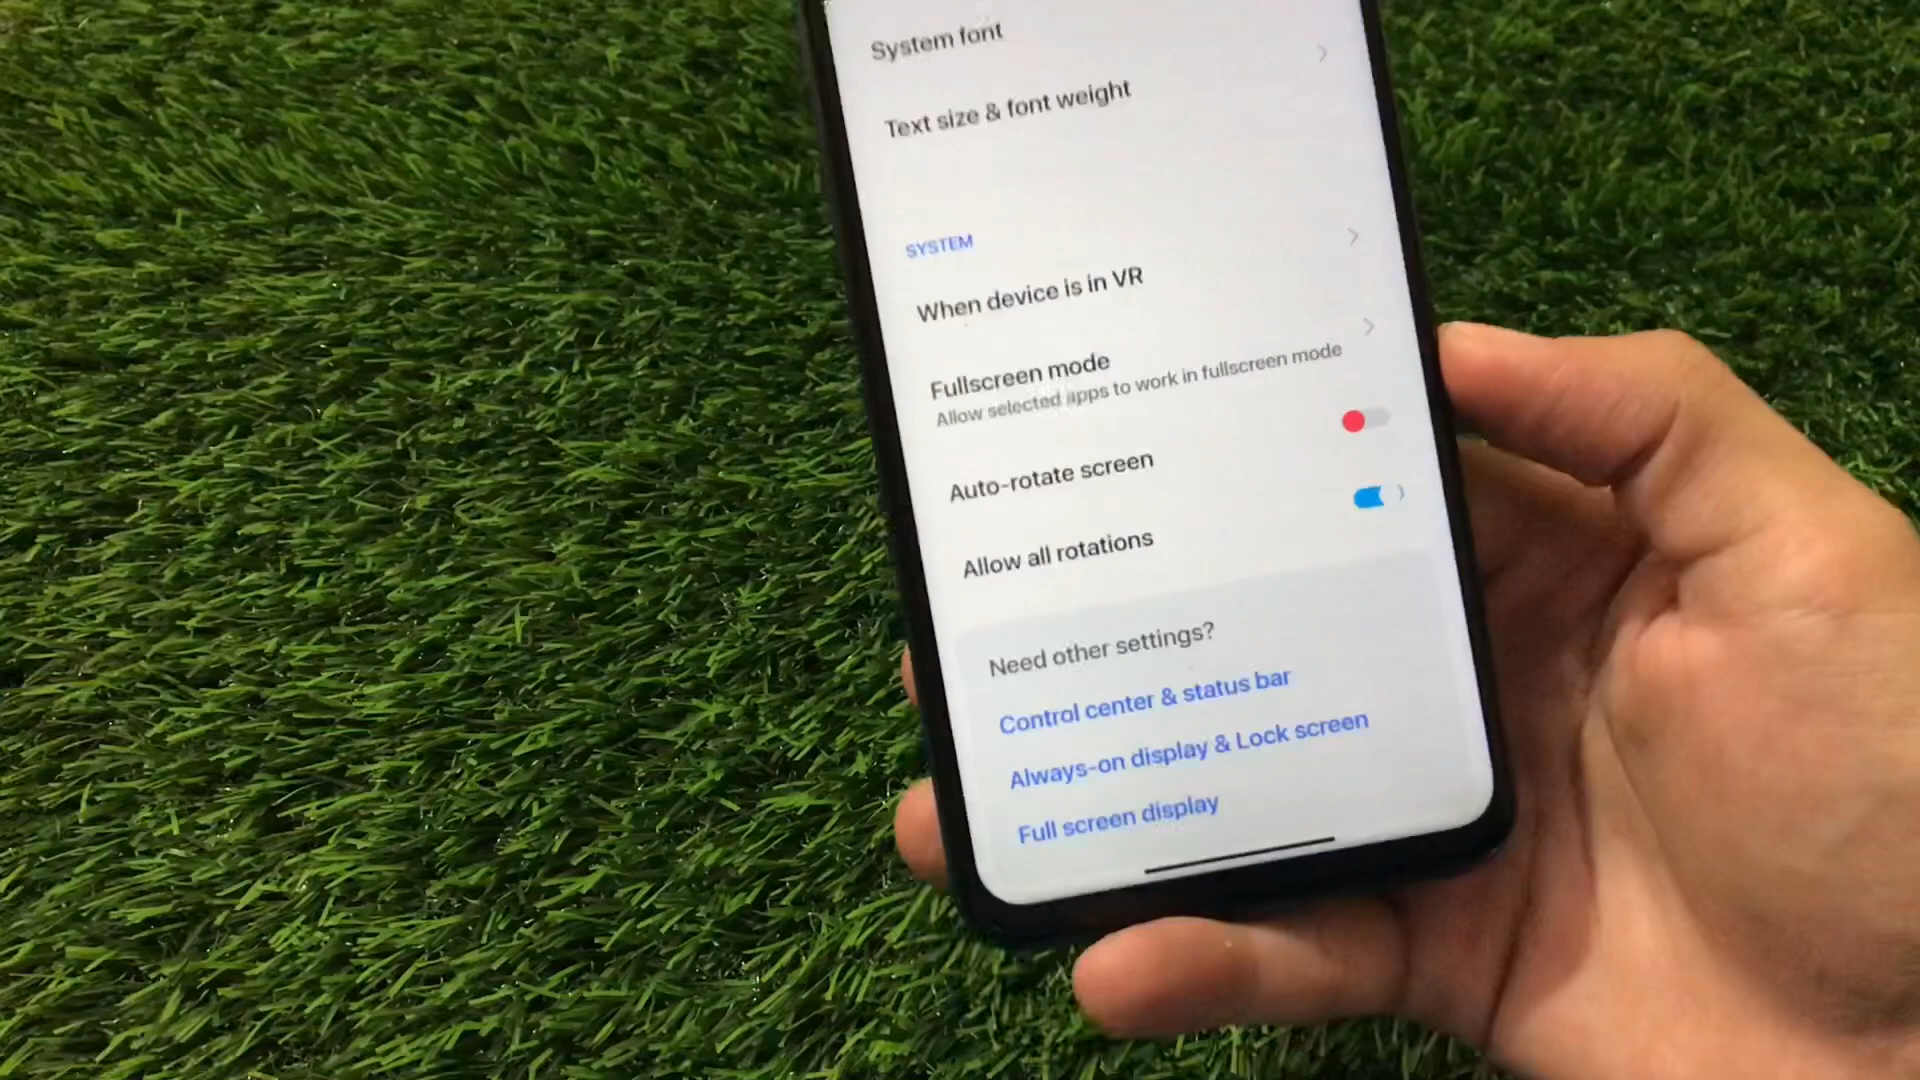 System font
Text size & font weight
SYSTEM
When device is in VR
Fullscreen mode
Allow selected apps to work in fullscreen mode
Auto-rotate screen
Allow all rotations
Need other settings?
Control center & status bar
Always-on display & Lock screen
Full screen display